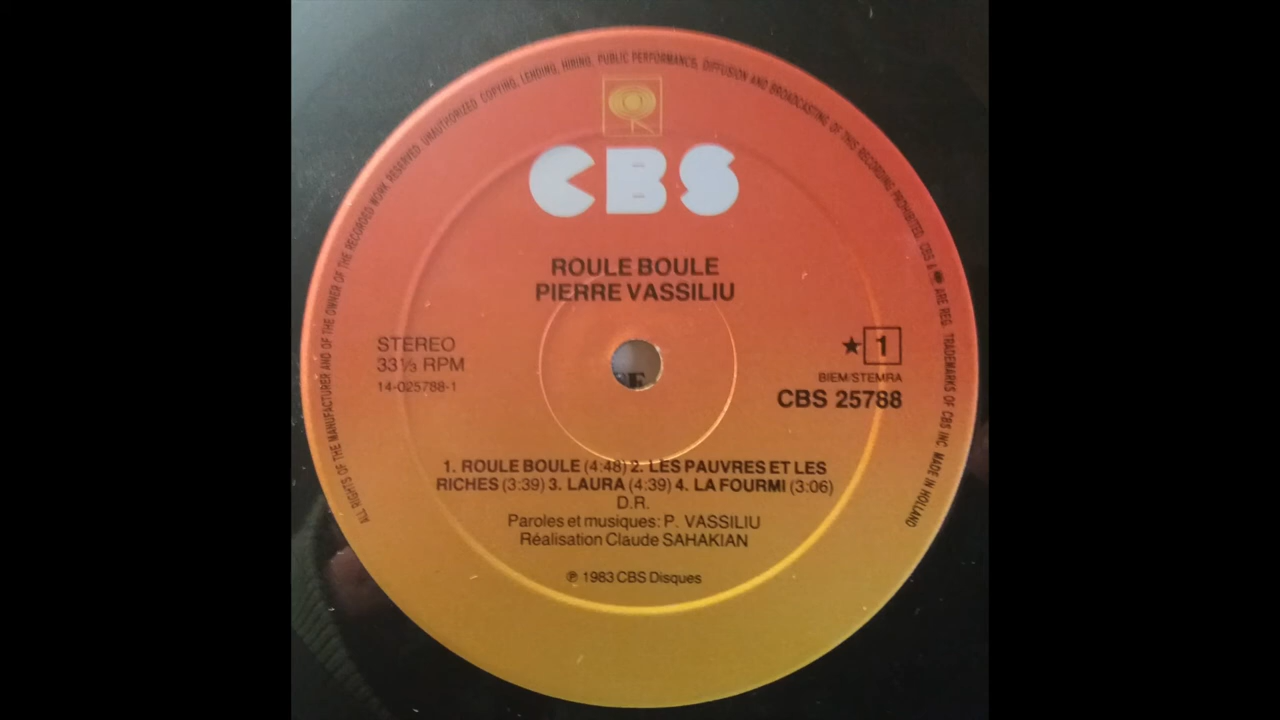 ALL RIGHTS OF THE MANUFACTURER AND OF THE OWNER OF THE RECORDED WORK RESERVED. UNAUTHORIZED COPYING, LENDING, HIRING, PUBLIC PERFORMANCE, DIFFUSION AND BROADCASTING OF THIS RECORDING PROHIBITED. CBS & ARE REG. TRADEMARKS OF CBS INC. MADE IN HOLLAND
CBS
ROULE BOULE
PIERRE VASSILIU
STEREO
33⅓ RPM
14-025788-1
★ 1
BIEM/STEMRA
CBS 25788
1. ROULE BOULE (4:48) 2. LES PAUVRES ET LES
RICHES (3:39) 3. LAURA (4:39) 4. LA FOURMI (3:06)
D.R.
Paroles et musiques: P. VASSILIU
Réalisation Claude SAHAKIAN
℗ 1983 CBS Disques